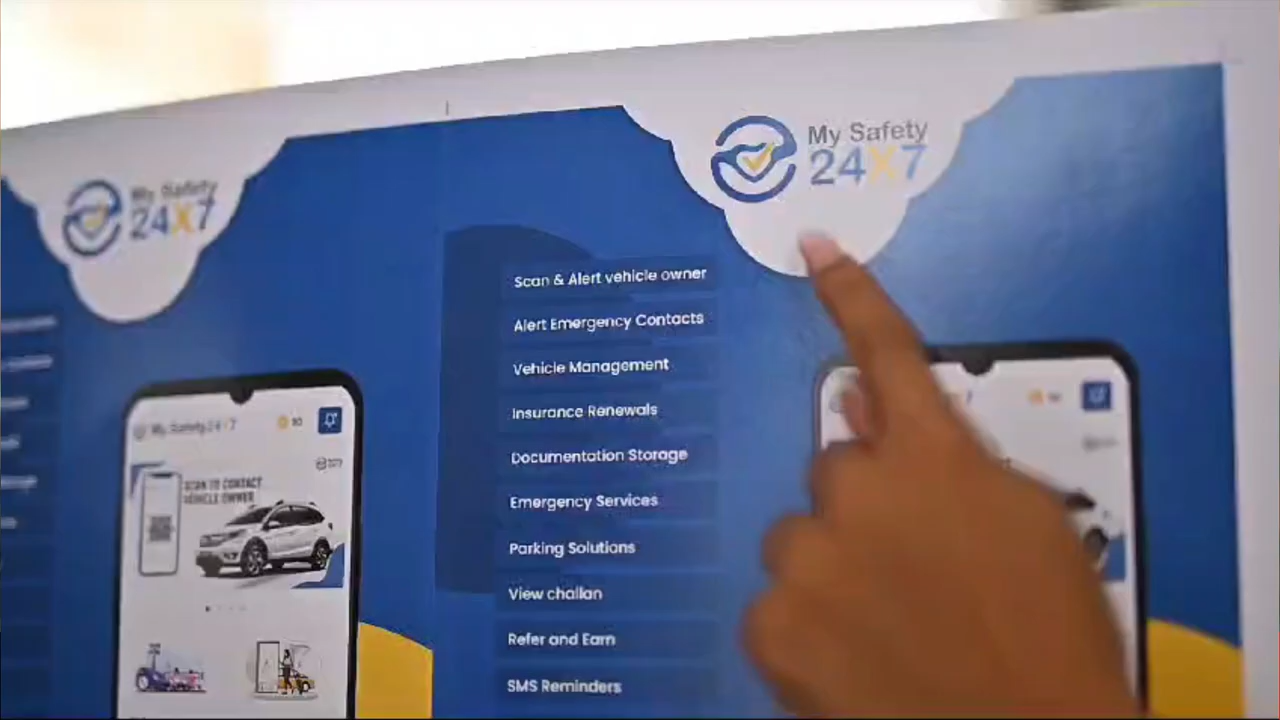 My Safety
24X7
My Safety 24X7
10
SCAN TO CONTACT
VEHICLE OWNER
My Safety
24X7
Scan & Alert vehicle owner
Alert Emergency Contacts
Vehicle Management
Insurance Renewals
Documentation Storage
Emergency Services
Parking Solutions
View challan
Refer and Earn
SMS Reminders